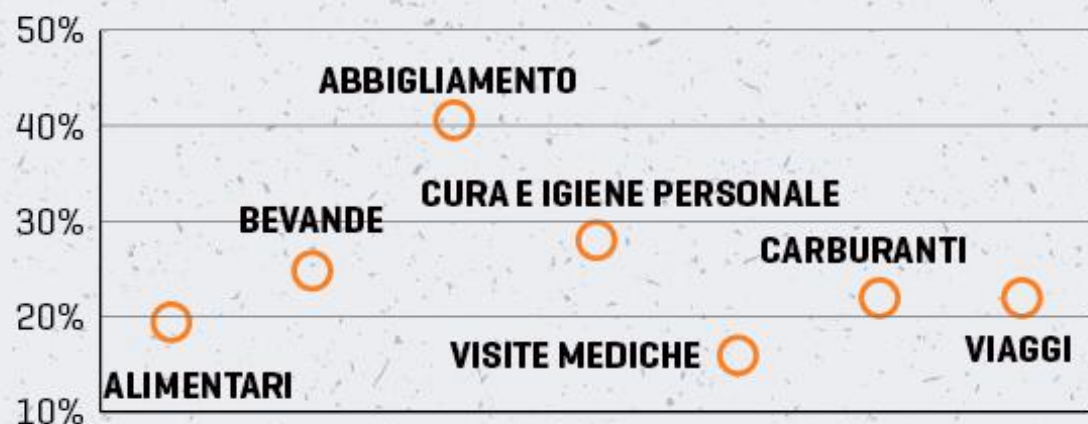 50%
ABBIGLIAMENTO
40%
CURA E IGIENE PERSONALE
BEVANDE
30%
CARBURANTI
20%
VISITE MEDICHE
VIAGGI
ALIMENTARI
10%